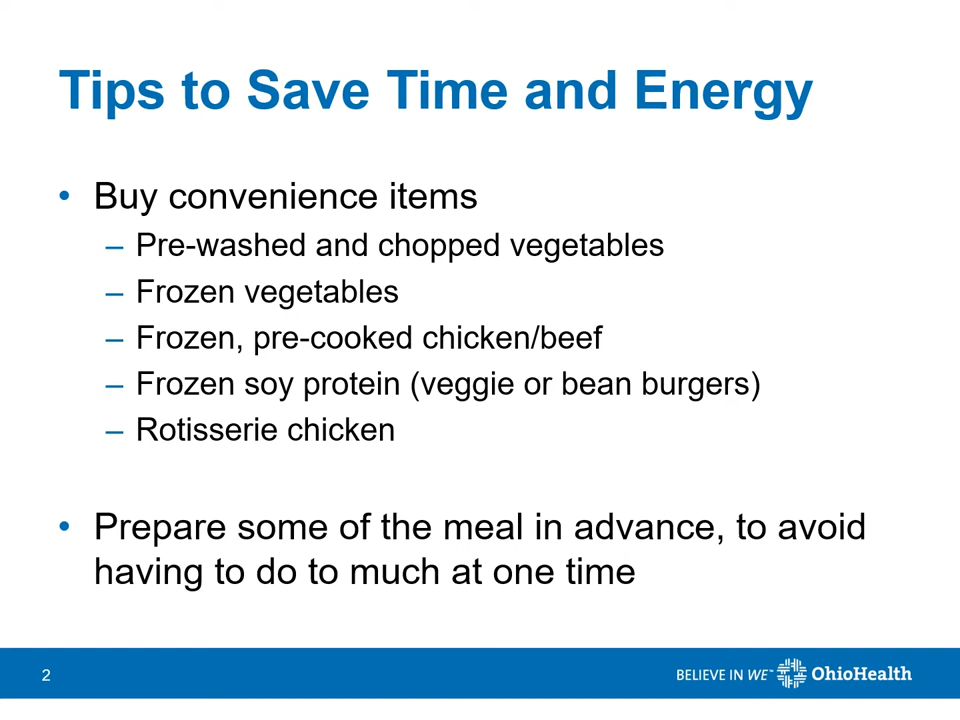 Tips to Save Time and Energy
• Buy convenience items
– Pre-washed and chopped vegetables
– Frozen vegetables
– Frozen, pre-cooked chicken/beef
– Frozen soy protein (veggie or bean burgers)
– Rotisserie chicken
• Prepare some of the meal in advance, to avoid
having to do to much at one time
2
BELIEVE IN WE™ OhioHealth